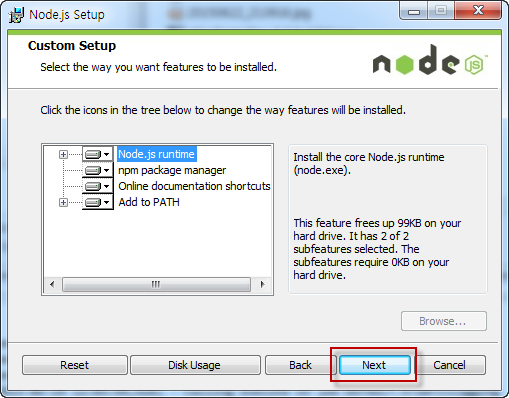 Node.js Setup
Custom Setup
Select the way you want features to be installed.
node
JS
Click the icons in the tree below to change the way features will be installed.
Node.js runtime
npm package manager
Online documentation shortcuts
Add to PATH
Install the core Node.js runtime
(node.exe).
This feature frees up 99KB on your
hard drive. It has 2 of 2
subfeatures selected. The
subfeatures require 0KB on your
hard drive.
Browse...
Reset
Disk Usage
Back
Next
Cancel